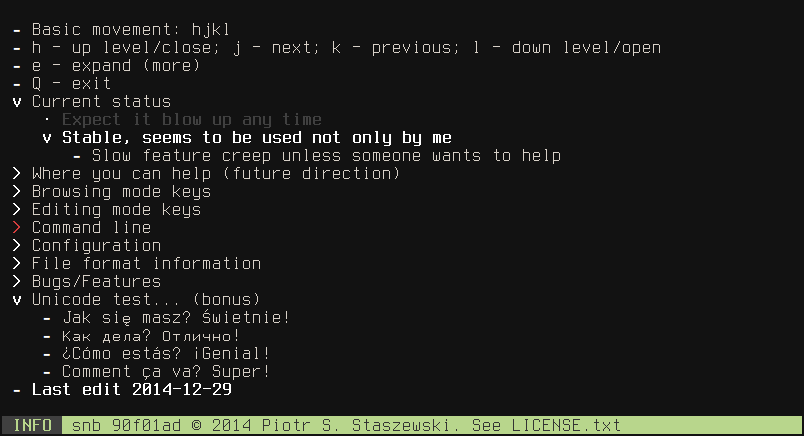 - Basic movement: hjkl
- h - up level/close; j - next; k - previous; l - down level/open
- e - expand (more)
- Q - exit
v Current status
· Expect it blow up any time
v Stable, seems to be used not only by me
- Slow feature creep unless someone wants to help
> Where you can help (future direction)
> Browsing mode keys
> Editing mode keys
> Command line
> Configuration
> File format information
> Bugs/Features
v Unicode test... (bonus)
- Jak się masz? Świetnie!
- Как дела? Отлично!
- ¿Cómo estás? ¡Genial!
- Comment ça va? Super!
- Last edit 2014-12-29
INFO snb 90f01ad © 2014 Piotr S. Staszewski. See LICENSE.txt